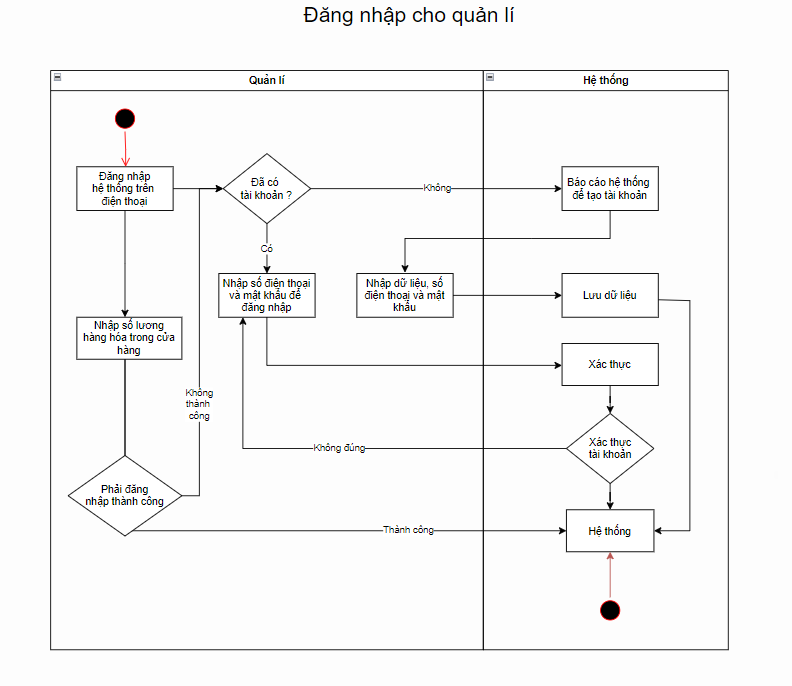 Đăng nhập cho quản lí
Quản lí
Hệ thống
Đăng nhập
hệ thống trên
điện thoại
Đã có
tài khoản ?
Không
Báo cáo hệ thống
để tạo tài khoản
Có
Nhập số điện thoại
và mật khẩu để
đăng nhập
Nhập dữ liệu, số
điện thoại và mật
khẩu
Lưu dữ liệu
Nhập số lương
hàng hóa trong cửa
hàng
Xác thực
Không
thành
công
Không đúng
Xác thực
tài khoản
Phải đăng
nhập thành công
Thành công
Hệ thống